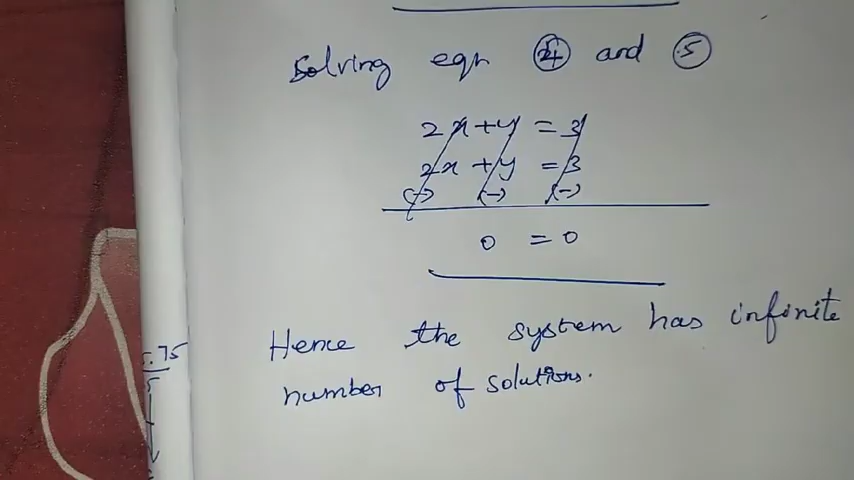 Solving eqn ④ and ⑤
2x + y = 3
2x + y = 3
(-) (-) (-)
0 = 0
Hence the system has infinite
number of solutions.
.75